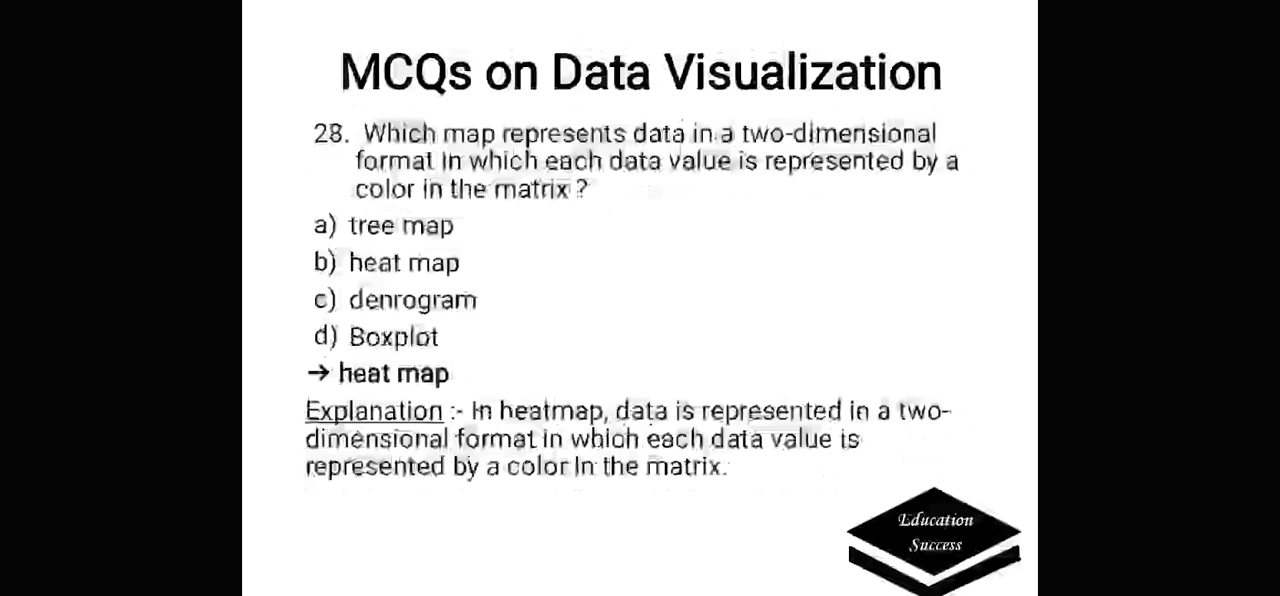 MCQs on Data Visualization
28. Which map represents data in a two-dimensional
format in which each data value is represented by a
color in the matrix ?
a) tree map
b) heat map
c) denrogram
d) Boxplot
→ heat map
Explanation :- In heatmap, data is represented in a two-
dimensional format in which each data value is
represented by a color In the matrix.
Education
Success